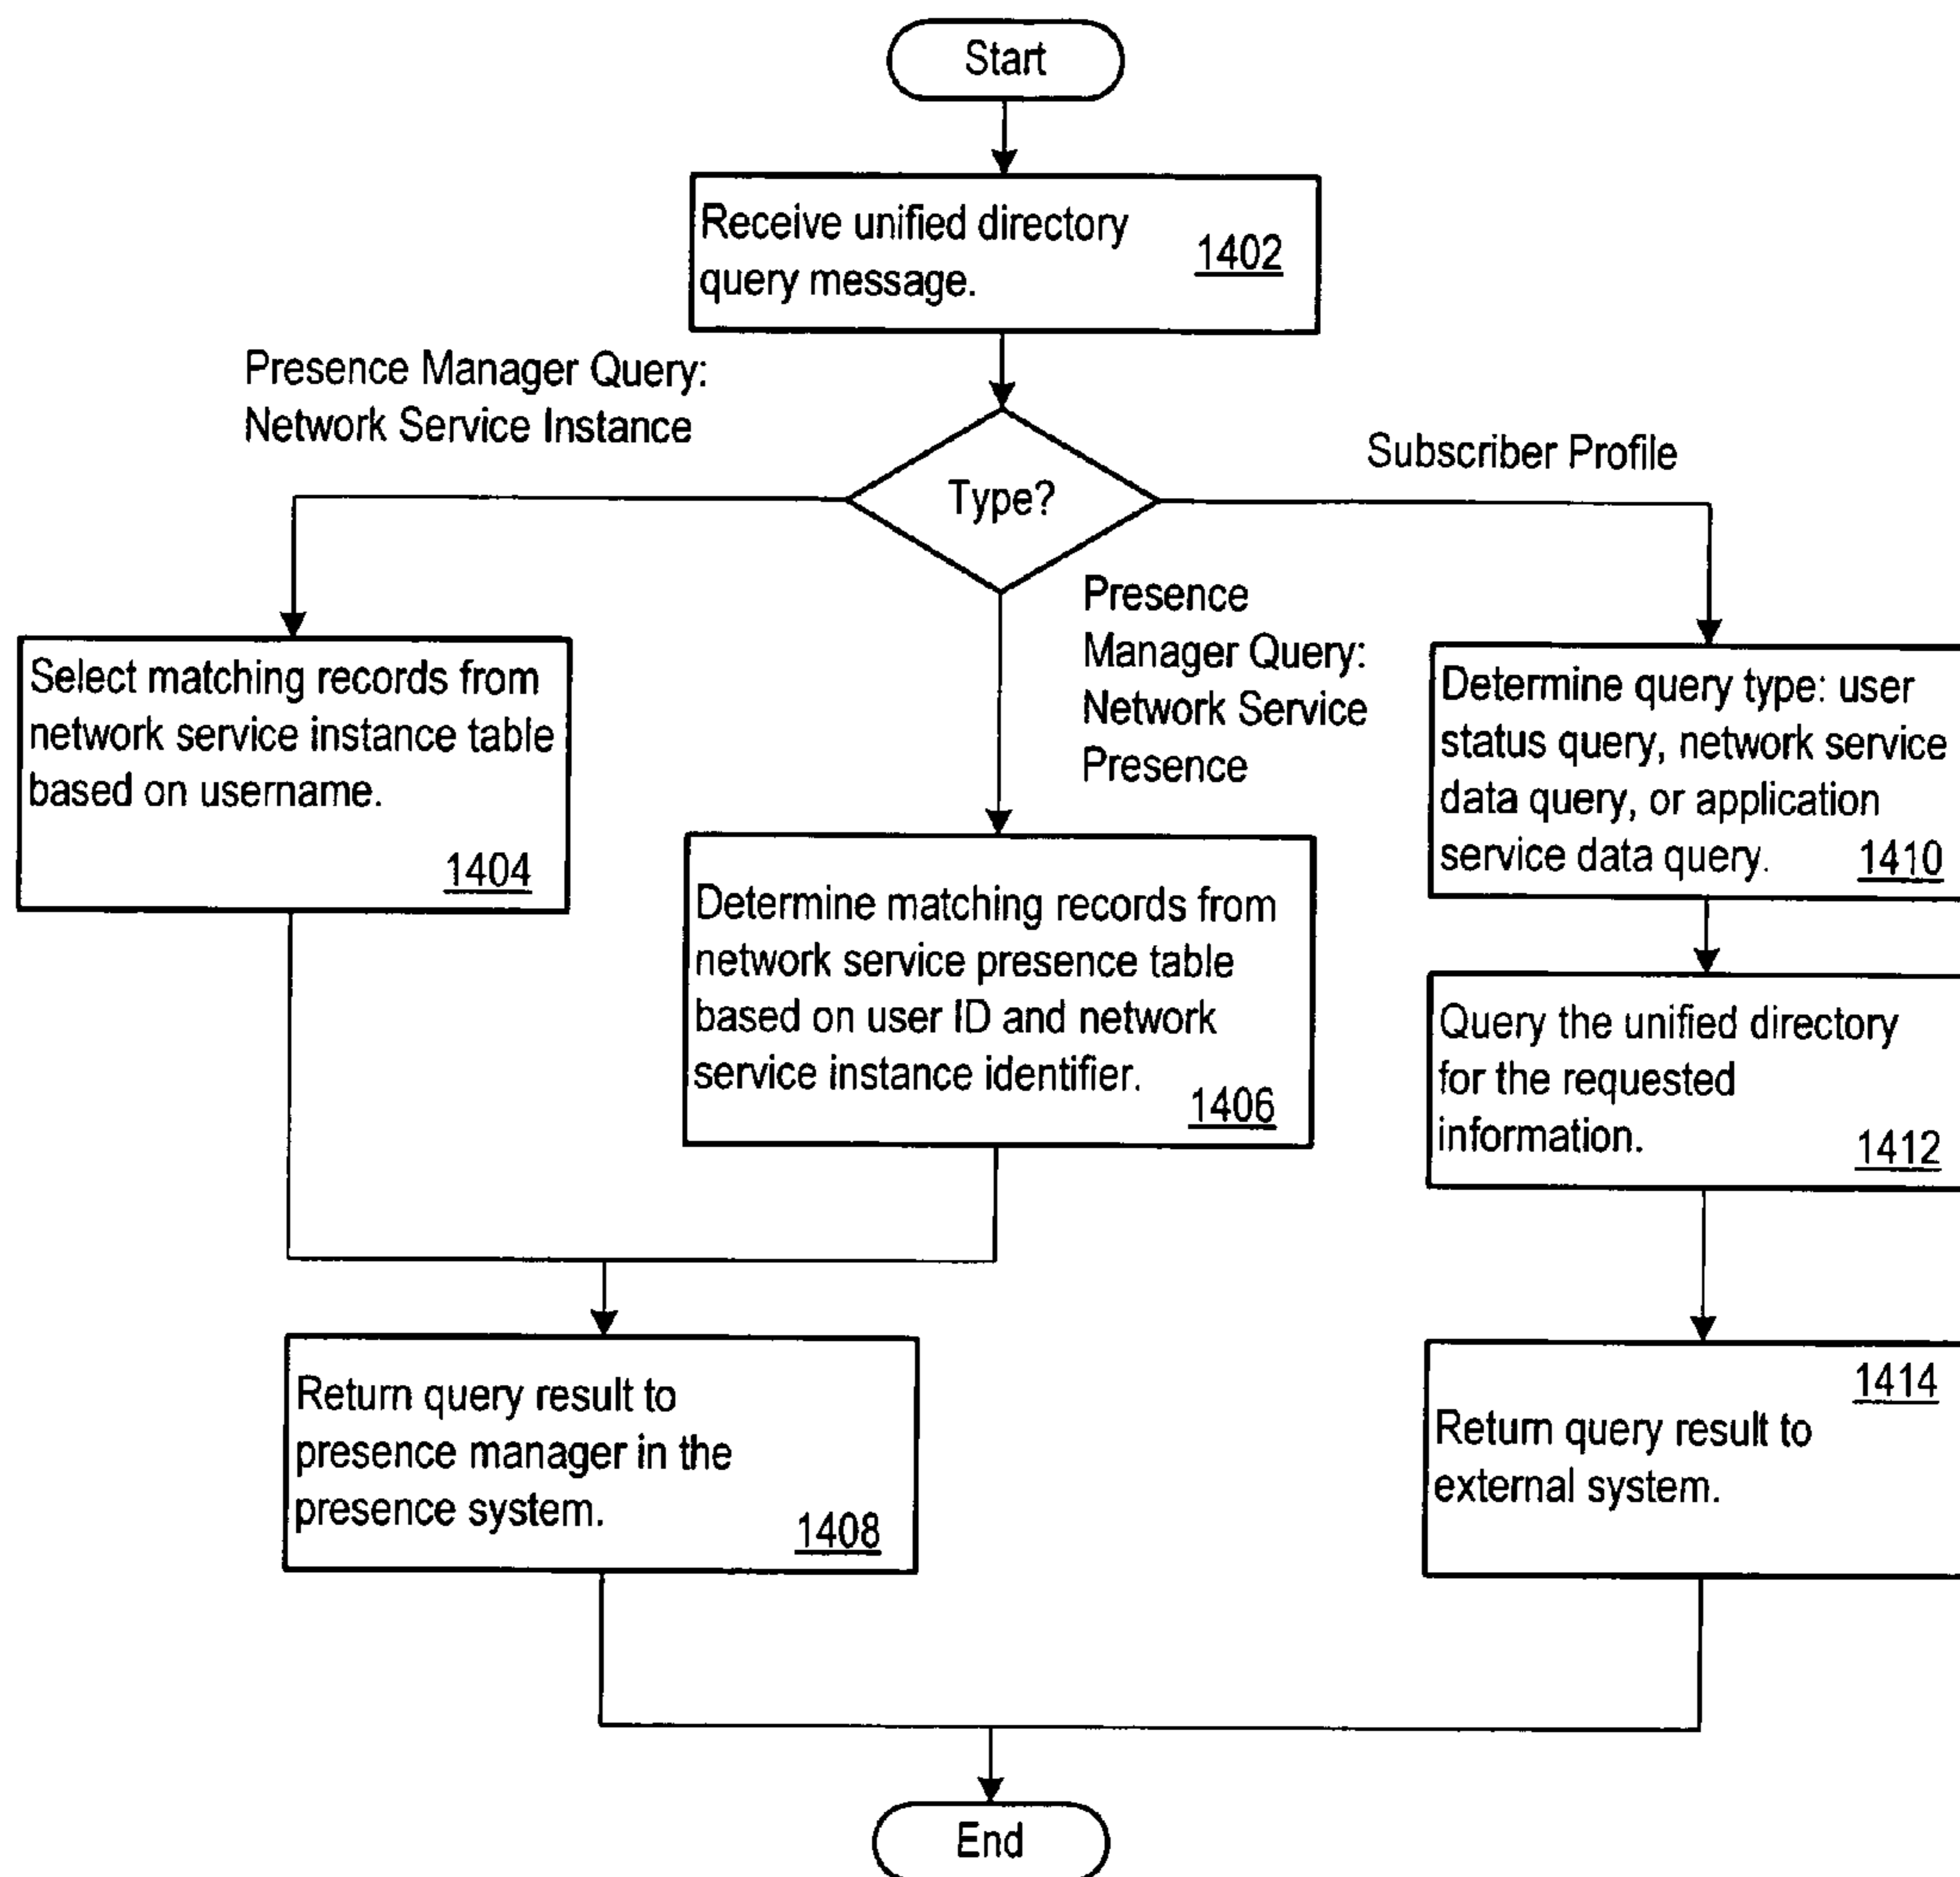 Start
Receive unified directory
query message.
1402
Presence Manager Query:
Network Service Instance
Type?
Subscriber Profile
Presence
Manager Query:
Network Service
Presence
Select matching records from
network service instance table
based on username.
1404
Determine matching records from
network service presence table
based on user ID and network
service instance identifier.
1406
Determine query type: user
status query, network service
data query, or application
service data query.
1410
Query the unified directory
for the requested
information.
1412
Return query result to
presence manager in the
presence system.
1408
1414
Return query result to
external system.
End